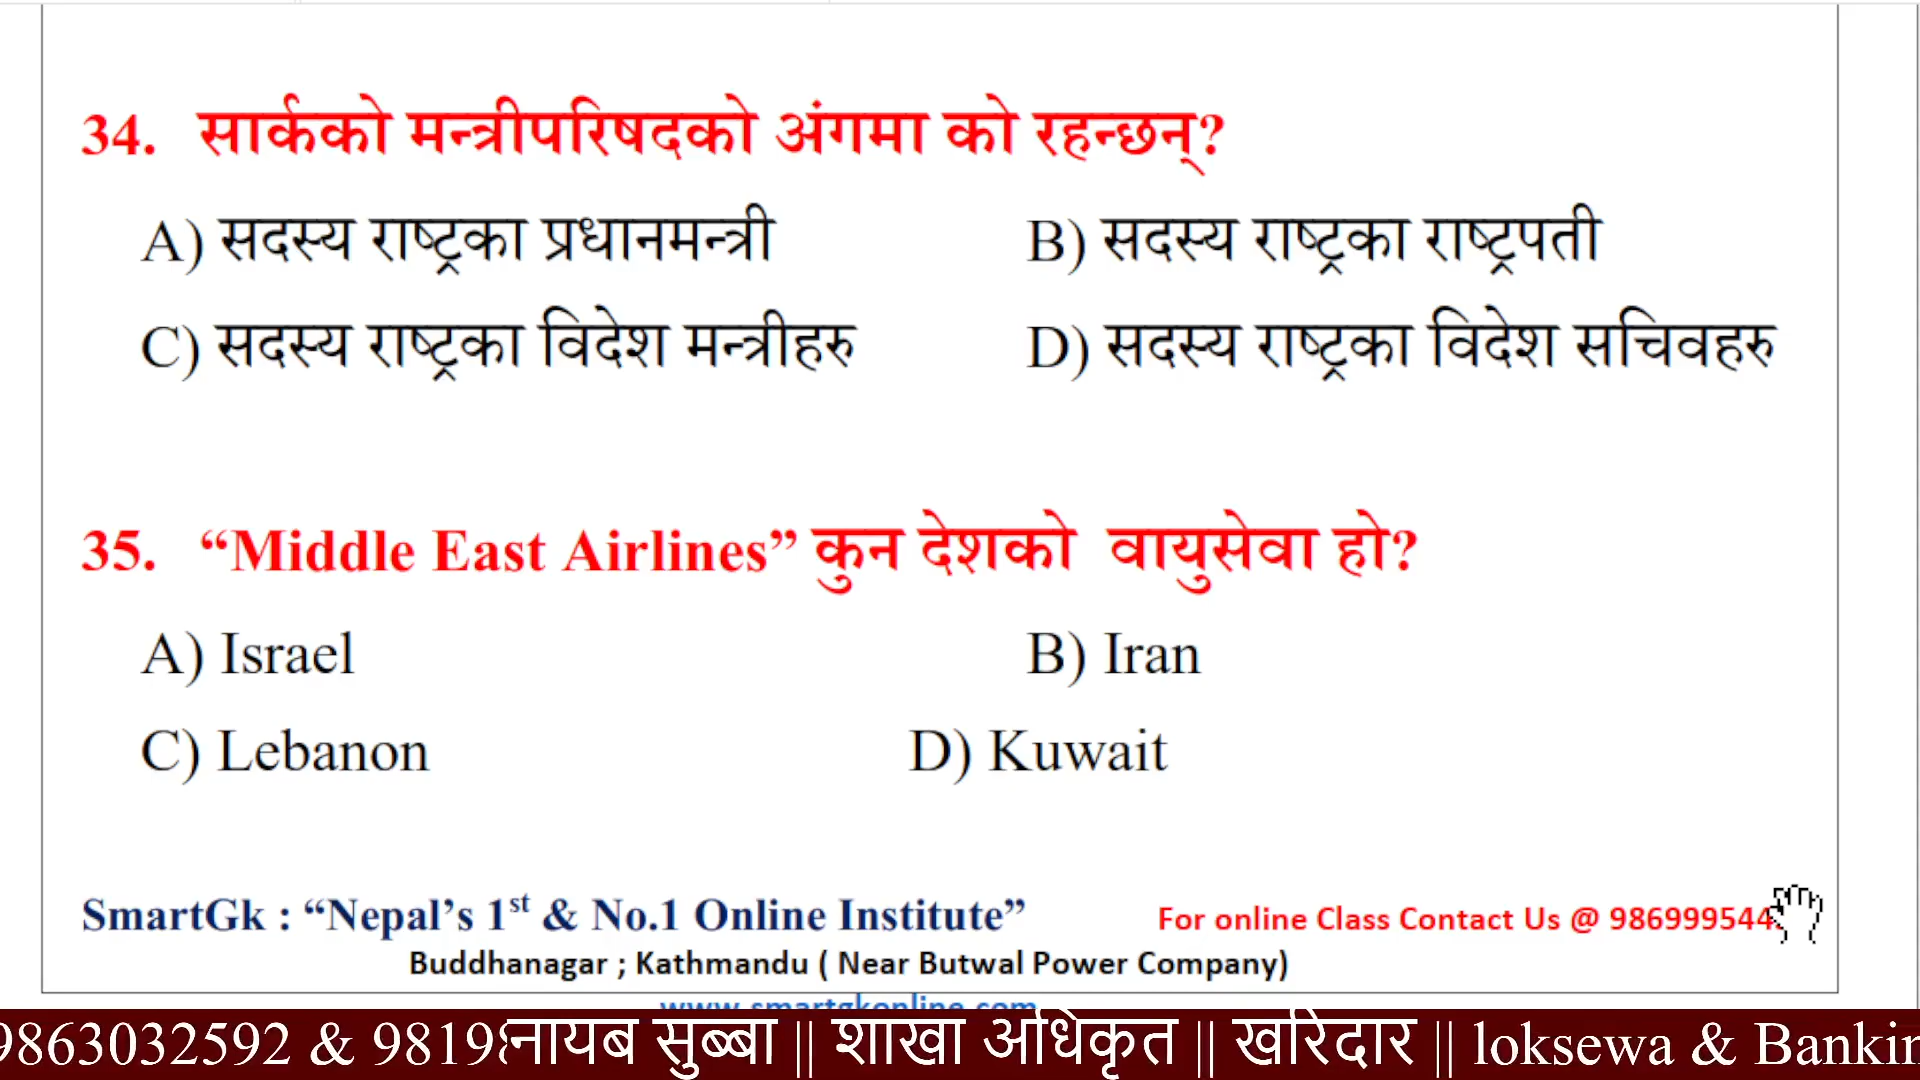 34. सार्कको मन्त्रीपरिषदको अंगमा को रहन्छन्?
A) सदस्य राष्ट्रका प्रधानमन्त्री B) सदस्य राष्ट्रका राष्ट्रपती
C) सदस्य राष्ट्रका विदेश मन्त्रीहरु D) सदस्य राष्ट्रका विदेश सचिवहरु
35. “Middle East Airlines” कुन देशको वायुसेवा हो?
A) Israel B) Iran
C) Lebanon D) Kuwait
SmartGk : “Nepal’s 1st & No.1 Online Institute” For online Class Contact Us @
Buddhanagar ; Kathmandu ( Near Butwal Power Company)
www.smartgkonline.com
9863032592 & नायब सुब्बा || शाखा अधिकृत || खरिदार || loksewa &